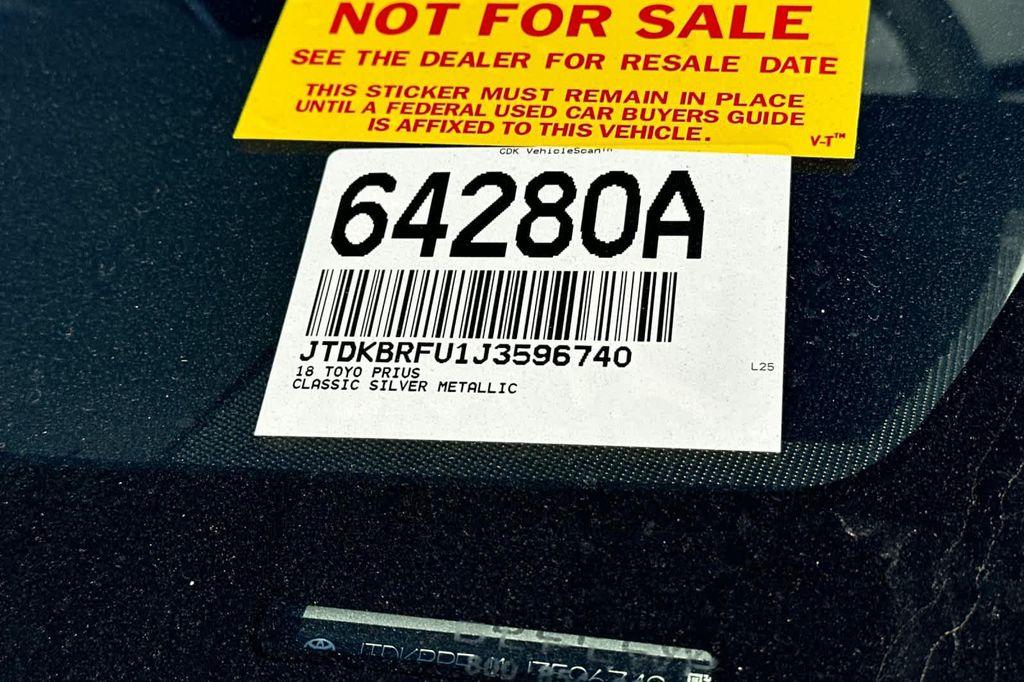 NOT FOR SALE
SEE THE DEALER FOR RESALE DATE
THIS STICKER MUST REMAIN IN PLACE
UNTIL A FEDERAL USED CAR BUYERS GUIDE
IS AFFIXED TO THIS VEHICLE.
V-T™
CDK VehicleScan
64280A
JTDKBRFU1J3596740
18 TOYO PRIUS
L25
CLASSIC SILVER METALLIC